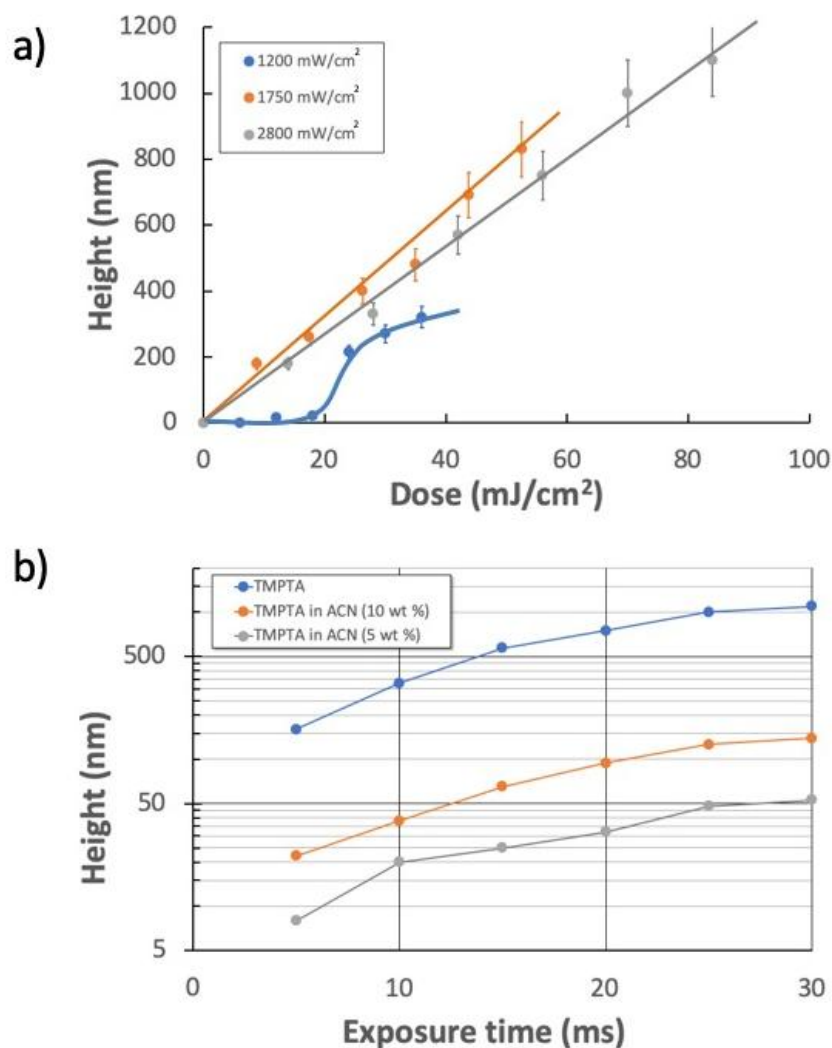 a)
1200
1000
800
600
400
200
0
Height (nm)
1200 mW/cm²
1750 mW/cm²
2800 mW/cm²
0 20 40 60 80 100
Dose (mJ/cm²)
b)
TMPTA
TMPTA in ACN (10 wt %)
TMPTA in ACN (5 wt %)
500
50
5
Height (nm)
0 10 20 30
Exposure time (ms)